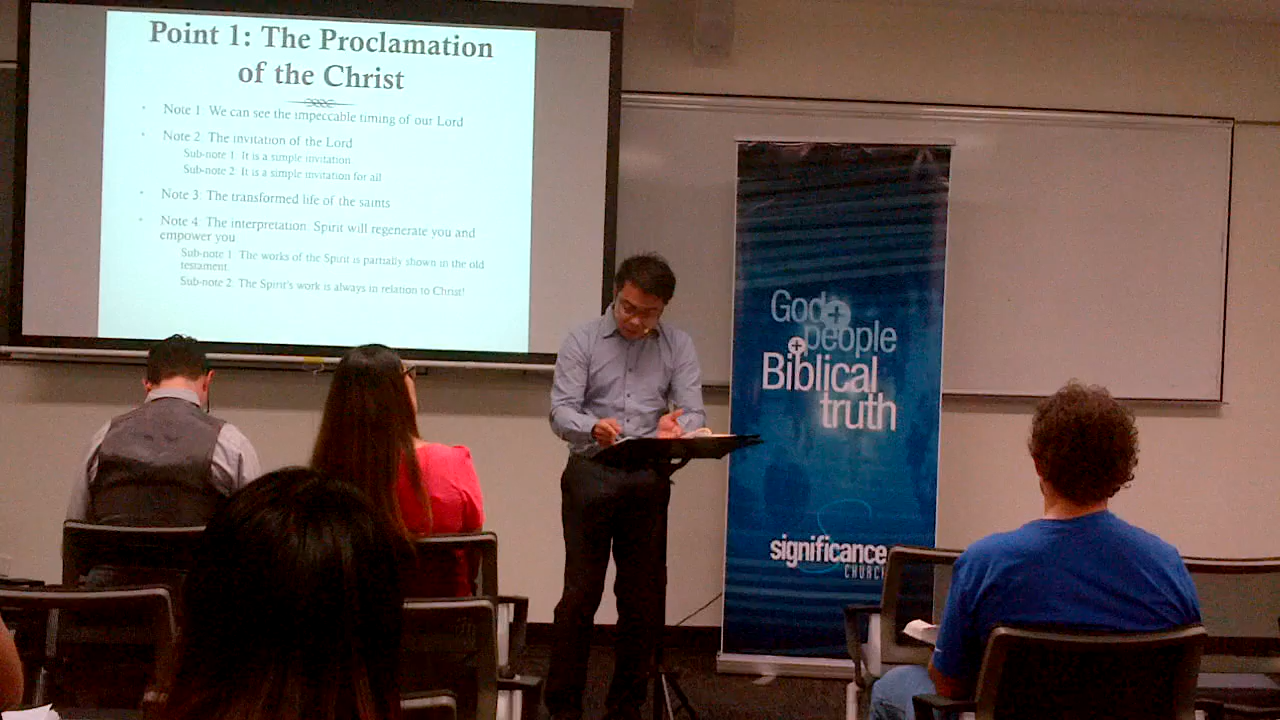 Point 1: The Proclamation
of the Christ
Note 1: We can see the impeccable timing of our Lord
Note 2: The invitation of the Lord
Sub-note 1: It is a simple invitation
Sub-note 2: It is a simple invitation for all
Note 3: The transformed life of the saints
Note 4: The interpretation: Spirit will regenerate you and
empower you
Sub-note 1: The works of the Spirit is partially shown in the old
testament
Sub-note 2: The Spirit's work is always in relation to Christ!
God+
people
+
Biblical
truth
significance
CHURCH